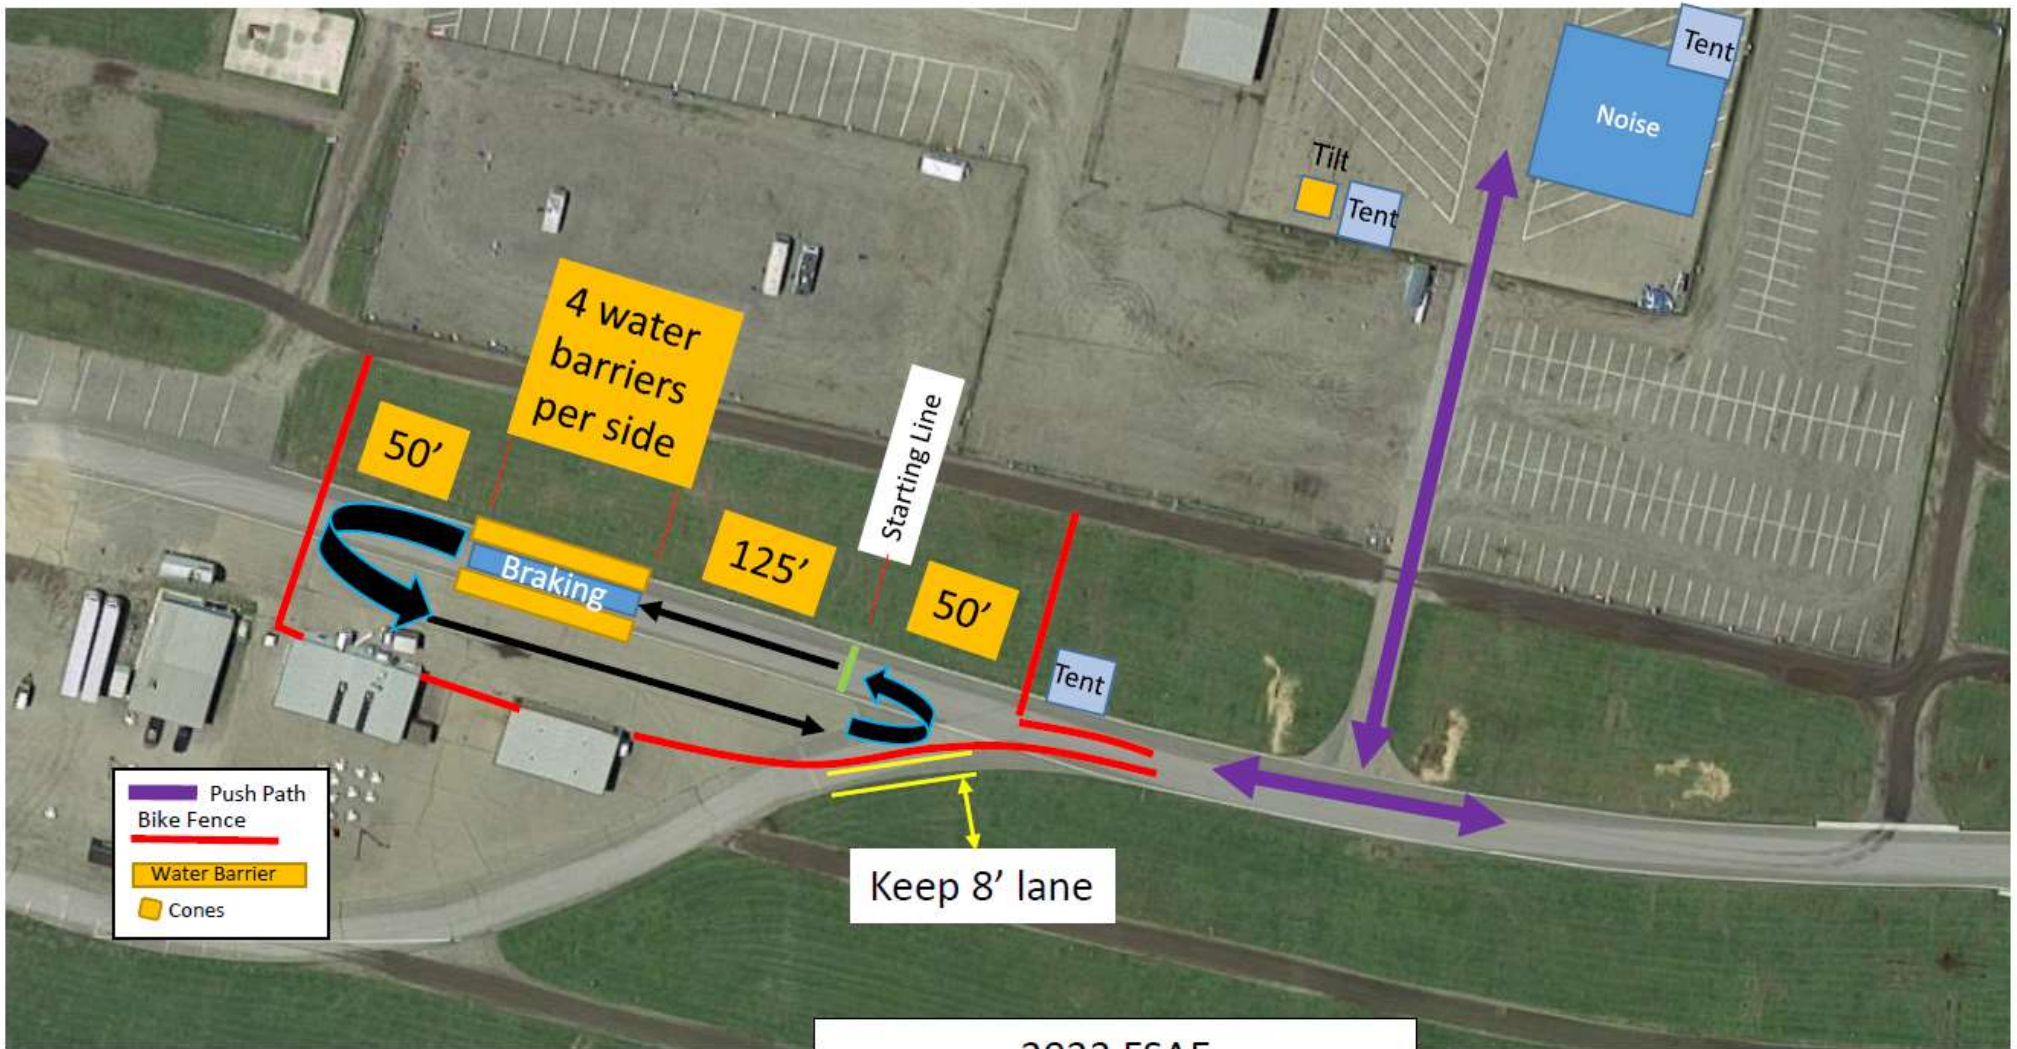 Tent
Noise
Tilt
Tent
4 water
barriers
per side
50’
Starting Line
125’
50’
Braking
Tent
Push Path
Bike Fence
Water Barrier
Cones
Keep 8’ lane